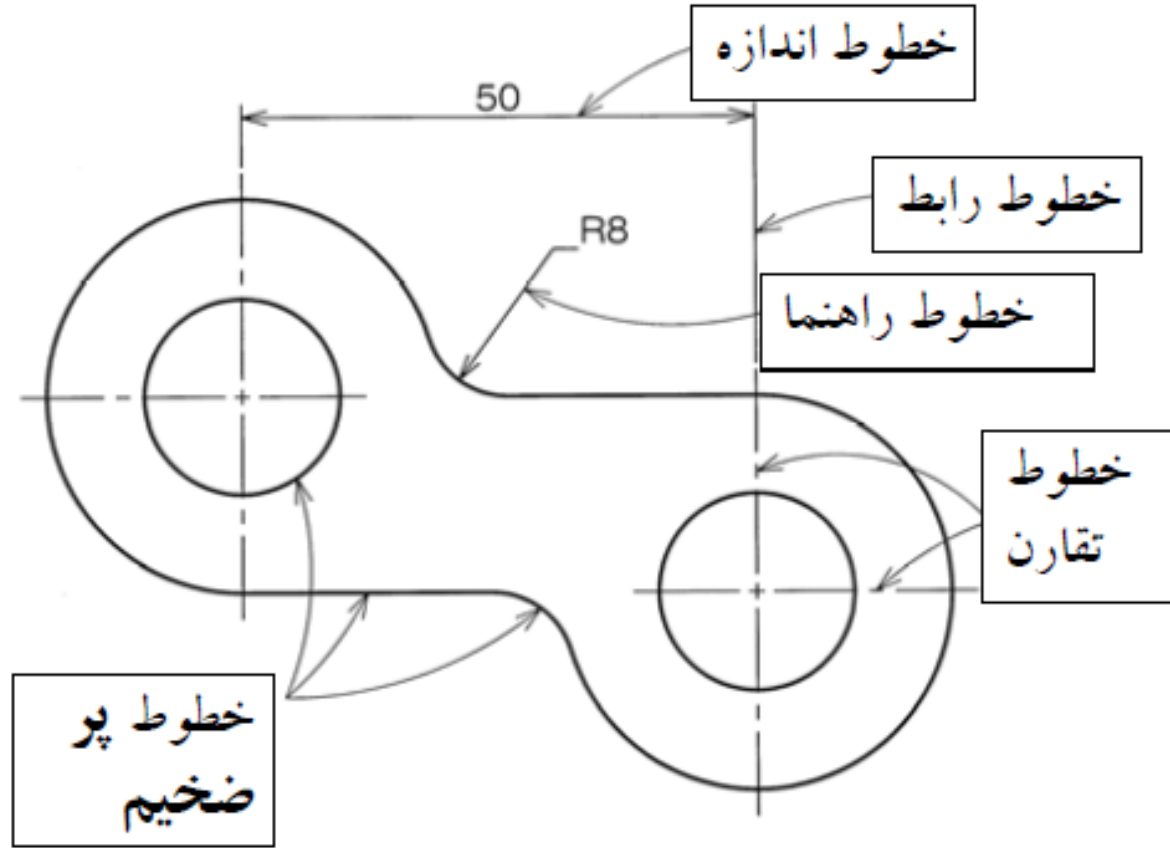 خطوط اندازه
50
خطوط رابط
R8
خطوط راهنما
خطوط
تقارن
خطوط پر
ضخیم